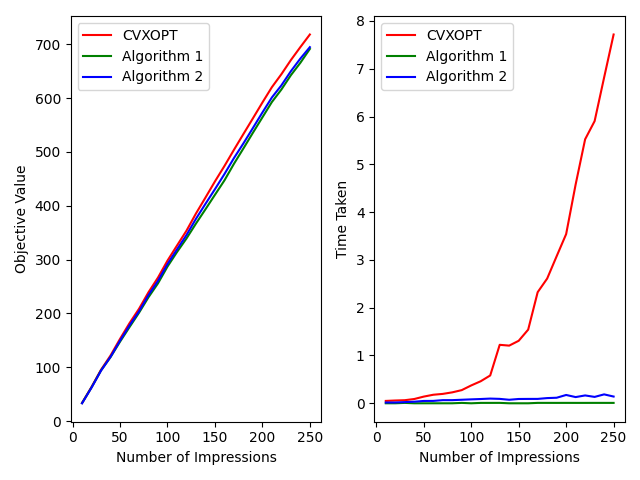 CVXOPT
Algorithm 1
Algorithm 2
700
600
500
400
300
200
100
0
Objective Value
0 50 100 150 200 250
Number of Impressions
CVXOPT
Algorithm 1
Algorithm 2
8
7
6
5
4
3
2
1
0
Time Taken
0 50 100 150 200 250
Number of Impressions